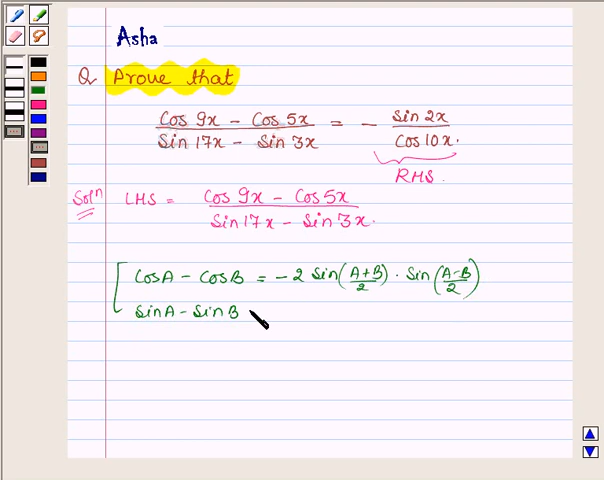 Asha
Q Prove that
(Cos 9x − Cos 5x)/(Sin 17x − Sin 3x) = − (Sin 2x)/(Cos 10x).
RHS.
Solⁿ LHS = (Cos 9x − Cos 5x)/(Sin 17x − Sin 3x).
CosA − CosB = −2 Sin((A+B)/2) · Sin((A−B)/2)
SinA − SinB